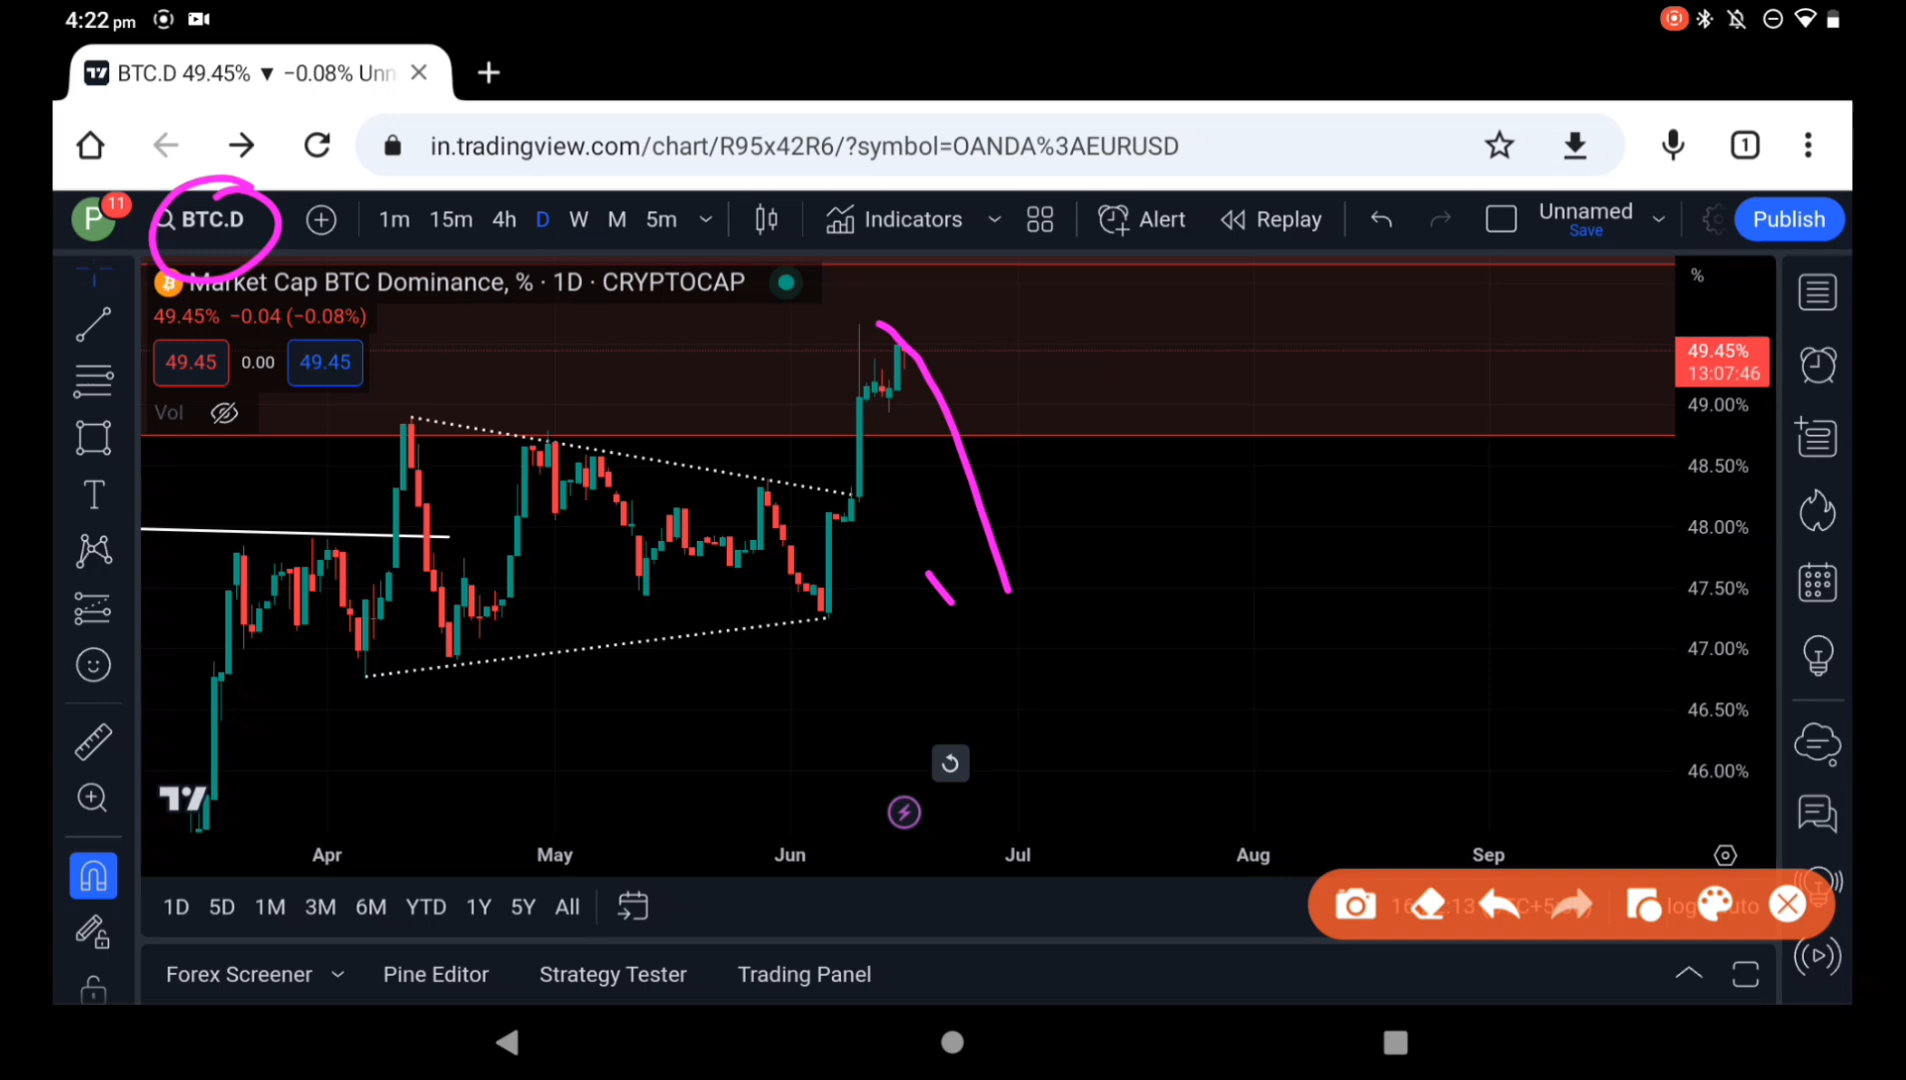 4:22 pm
BTC.D 49.45% ▼ −0.08% Unn
in.tradingview.com/chart/R95x42R6/?symbol=OANDA%3AEURUSD
1
P 11 BTC.D 1m 15m 4h D W M 5m Indicators Alert Replay Unnamed Publish
Save
Market Cap BTC Dominance, % · 1D · CRYPTOCAP
%
49.45% −0.04 (−0.08%)
49.45 0.00 49.45
Vol
49.45%
13:07:46
49.00%
48.50%
48.00%
47.50%
47.00%
46.50%
46.00%
Apr May Jun Jul Aug Sep
1D 5D 1M 3M 6M YTD 1Y 5Y All
Forex Screener Pine Editor Strategy Tester Trading Panel